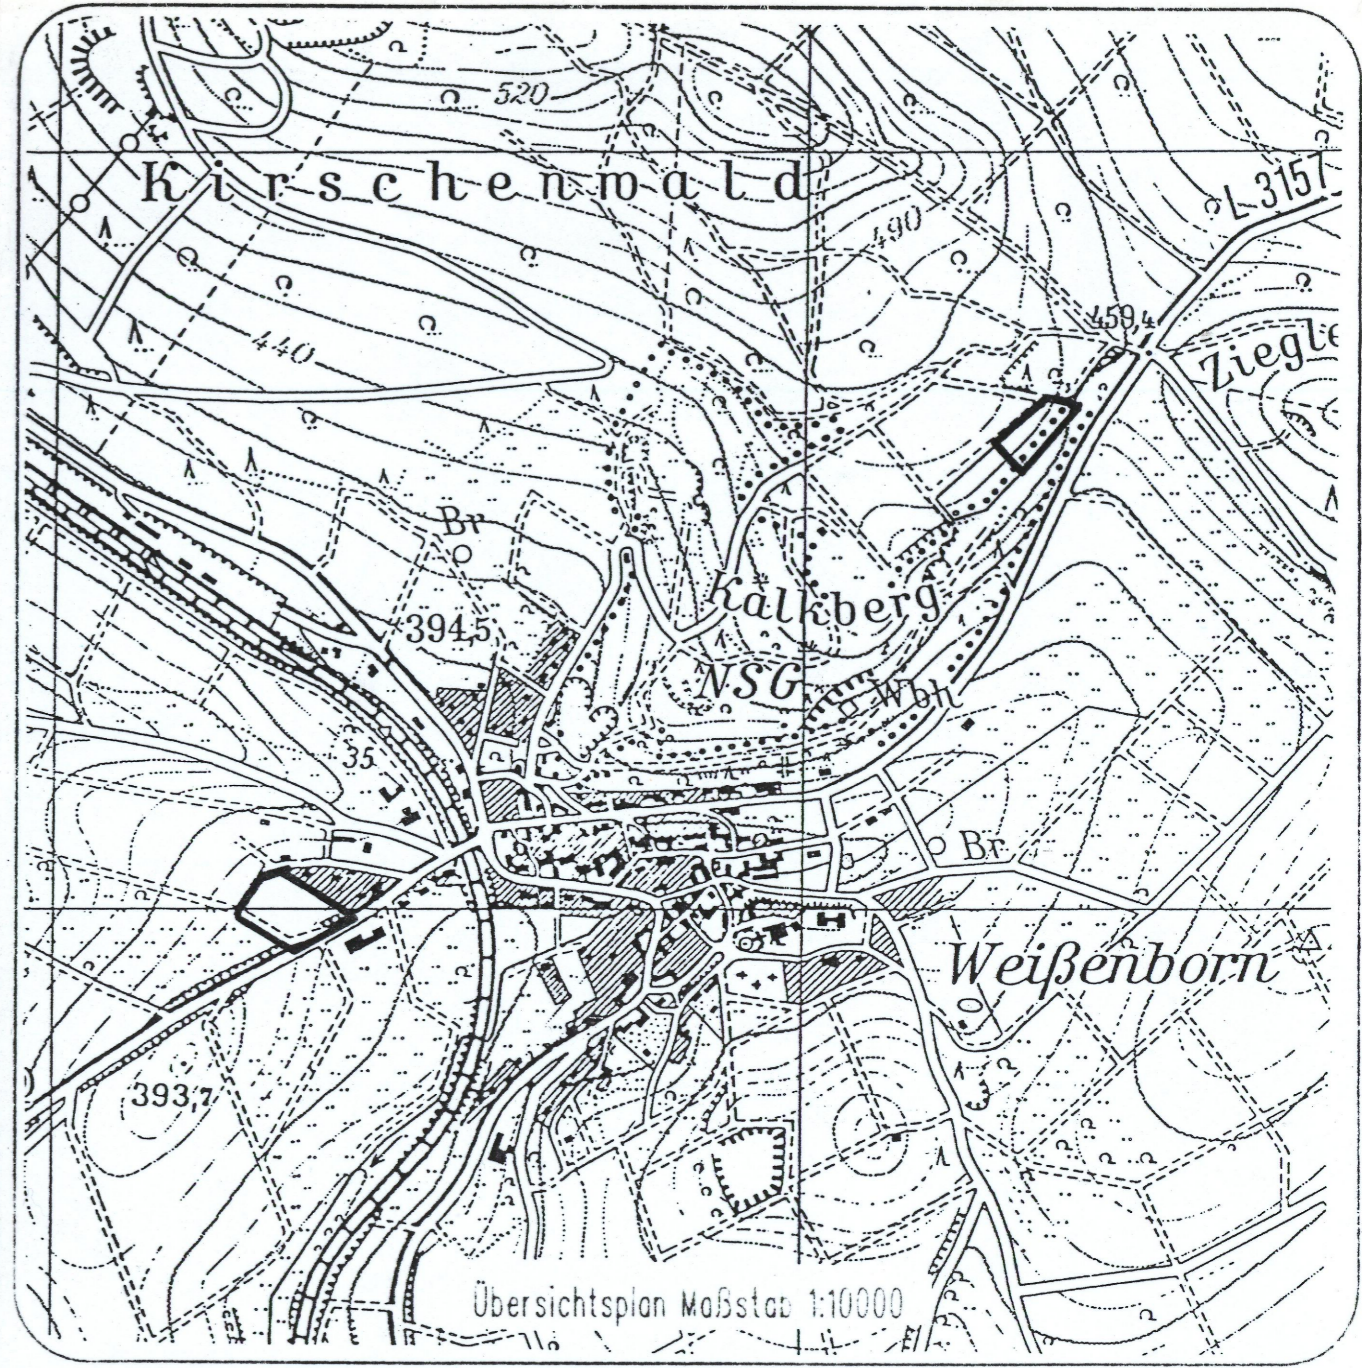 520
Kirschenwald
L 3157
490
459,4
440
Ziegle
Br
Kalkberg
394,5
NSG
Wbh
35
Br
Weißenborn
393,7
Übersichtsplan Maßstab 1:10000